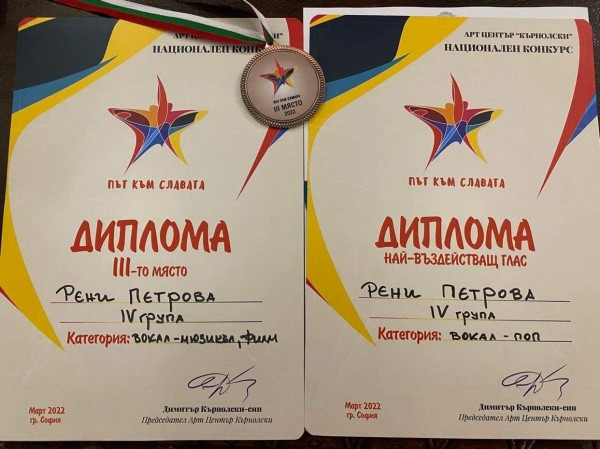 АРТ ЦЕНТЪР
НАЦИОНАЛЕН
ПЪТ КЪМ СЛАВАТА
III МЯСТО
2022
ПЪТ КЪМ СЛАВАТА
ДИПЛОМА
III-ТО МЯСТО
РЕНИ ПЕТРОВА
IV ГРУПА
Категория: ВОКАЛ-МЮЗИКЪЛ, ФИЛМ
Март 2022
гр. София
Димитър Кърнолски-син
Председател Арт Център Кърнолски
АРТ ЦЕНТЪР "КЪРНОЛСКИ"
НАЦИОНАЛЕН КОНКУРС
ПЪТ КЪМ СЛАВАТА
ДИПЛОМА
НАЙ-ВЪЗДЕЙСТВАЩ ГЛАС
РЕНИ ПЕТРОВА
IV ГРУПА
Категория: ВОКАЛ - ПОП
Март 2022
гр. София
Димитър Кърнолски-син
Председател Арт Център Кърнолски